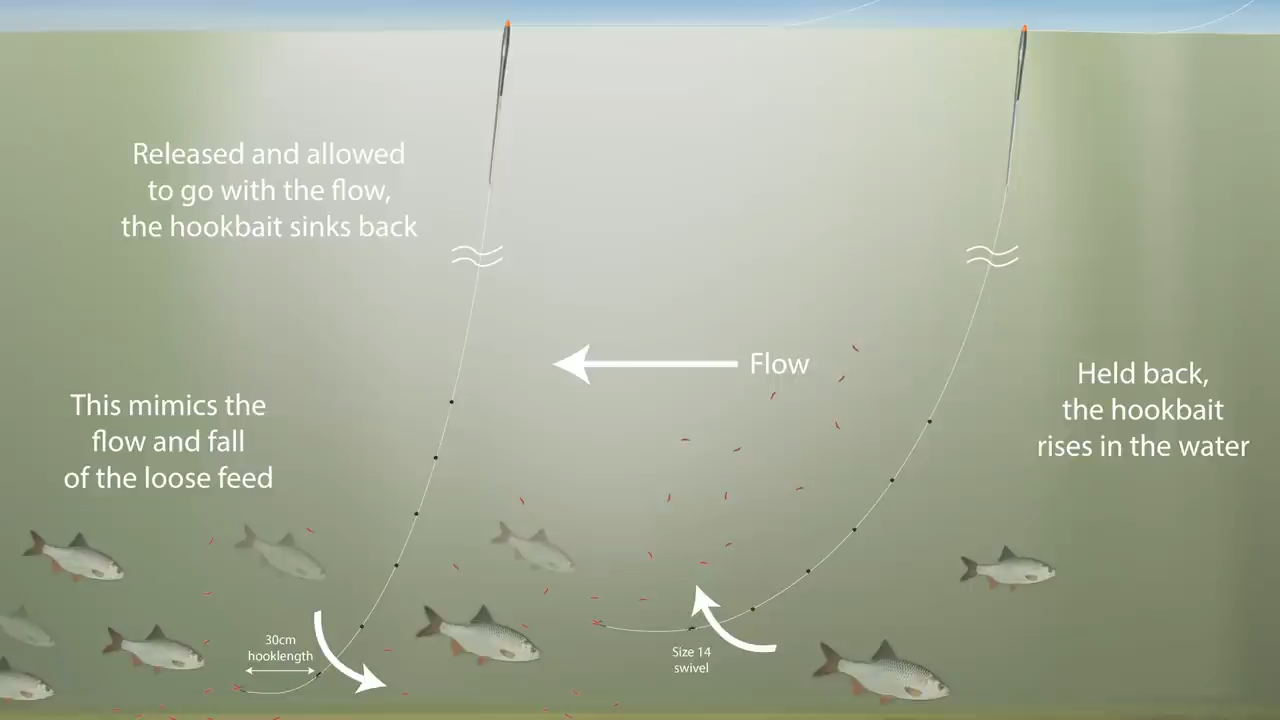 Released and allowed
to go with the flow,
the hookbait sinks back
Flow
Held back,
the hookbait
rises in the water
This mimics the
flow and fall
of the loose feed
30cm
hooklength
Size 14
swivel